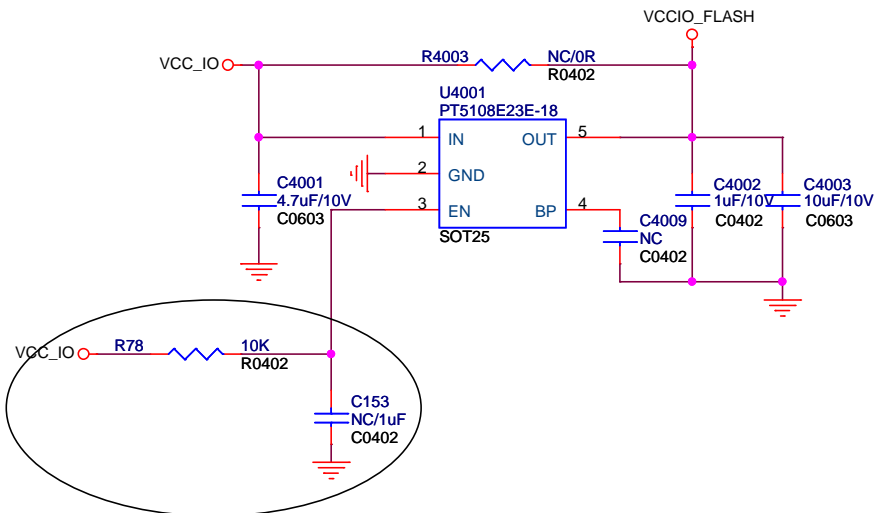 VCCIO_FLASH
VCC_IO
R4003
NC/0R
R0402
U4001
PT5108E23E-18
1
IN
OUT
5
2
GND
3
EN
BP
4
SOT25
C4001
4.7uF/10V
C0603
C4009
NC
C0402
C4002
1uF/10V
C0402
C4003
10uF/10V
C0603
VCC_IO
R78
10K
R0402
C153
NC/1uF
C0402